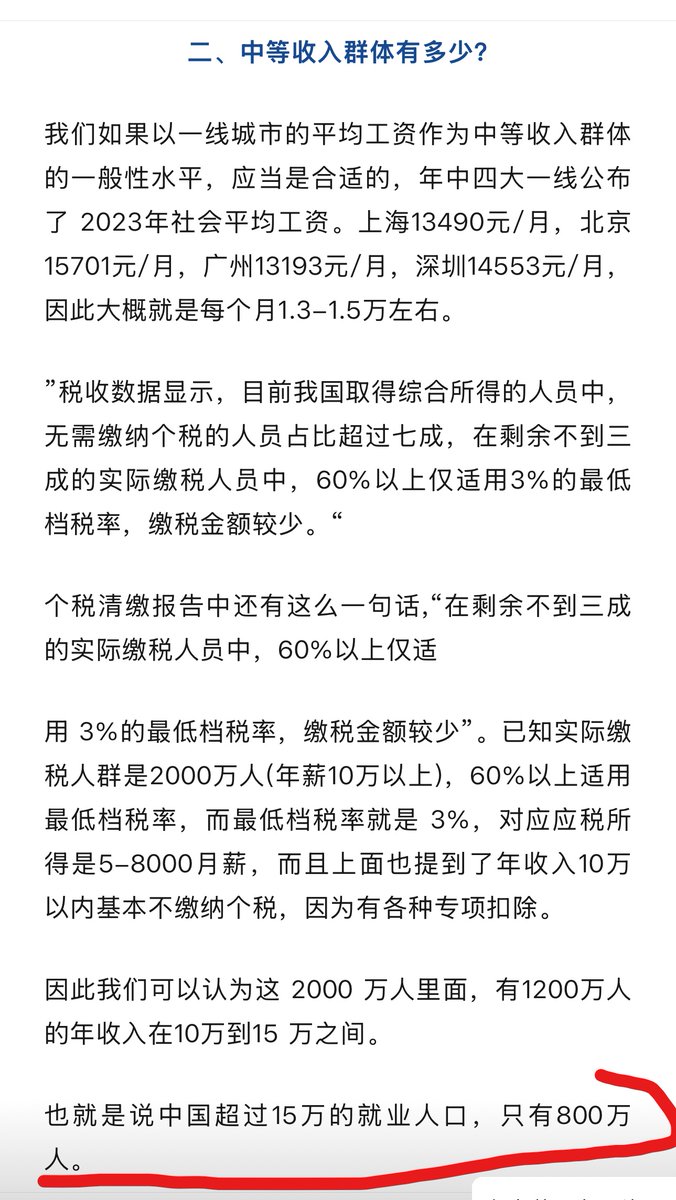 二、中等收入群体有多少?
我们如果以一线城市的平均工资作为中等收入群体
的一般性水平，应当是合适的，年中四大一线公布
了 2023年社会平均工资。上海13490元/月，北京
15701元/月，广州13193元/月，深圳14553元/月，
因此大概就是每个月1.3–1.5万左右。
”税收数据显示，目前我国取得综合所得的人员中，
无需缴纳个税的人员占比超过七成，在剩余不到三
成的实际缴税人员中，60%以上仅适用3%的最低
档税率，缴税金额较少。“
个税清缴报告中还有这么一句话,“在剩余不到三成
的实际缴税人员中，60%以上仅适
用 3%的最低档税率，缴税金额较少”。已知实际缴
税人群是2000万人(年薪10万以上)，60%以上适用
最低档税率，而最低档税率就是 3%，对应应税所
得是5–8000月薪，而且上面也提到了年收入10万
以内基本不缴纳个税，因为有各种专项扣除。
因此我们可以认为这 2000 万人里面，有1200万人
的年收入在10万到15 万之间。
也就是说中国超过15万的就业人口，只有800万
人。